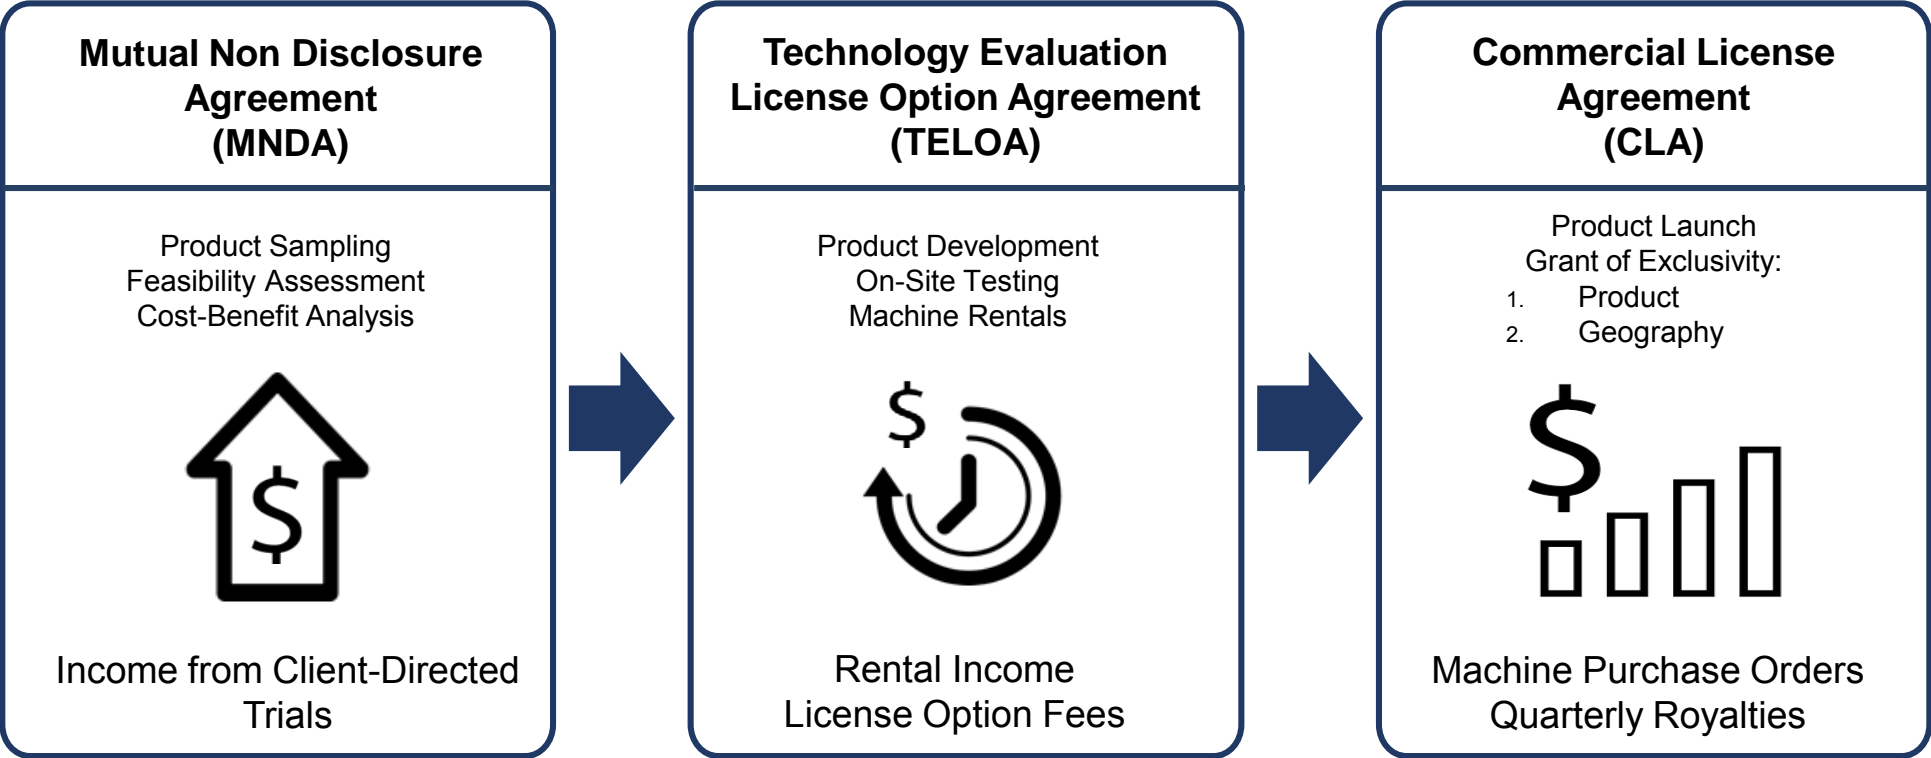 Mutual Non Disclosure
Agreement
(MNDA)
Product Sampling
Feasibility Assessment
Cost-Benefit Analysis
$
Income from Client-Directed
Trials
Technology Evaluation
License Option Agreement
(TELOA)
Product Development
On-Site Testing
Machine Rentals
$
Rental Income
License Option Fees
Commercial License
Agreement
(CLA)
Product Launch
Grant of Exclusivity:
1. Product
2. Geography
$
Machine Purchase Orders
Quarterly Royalties